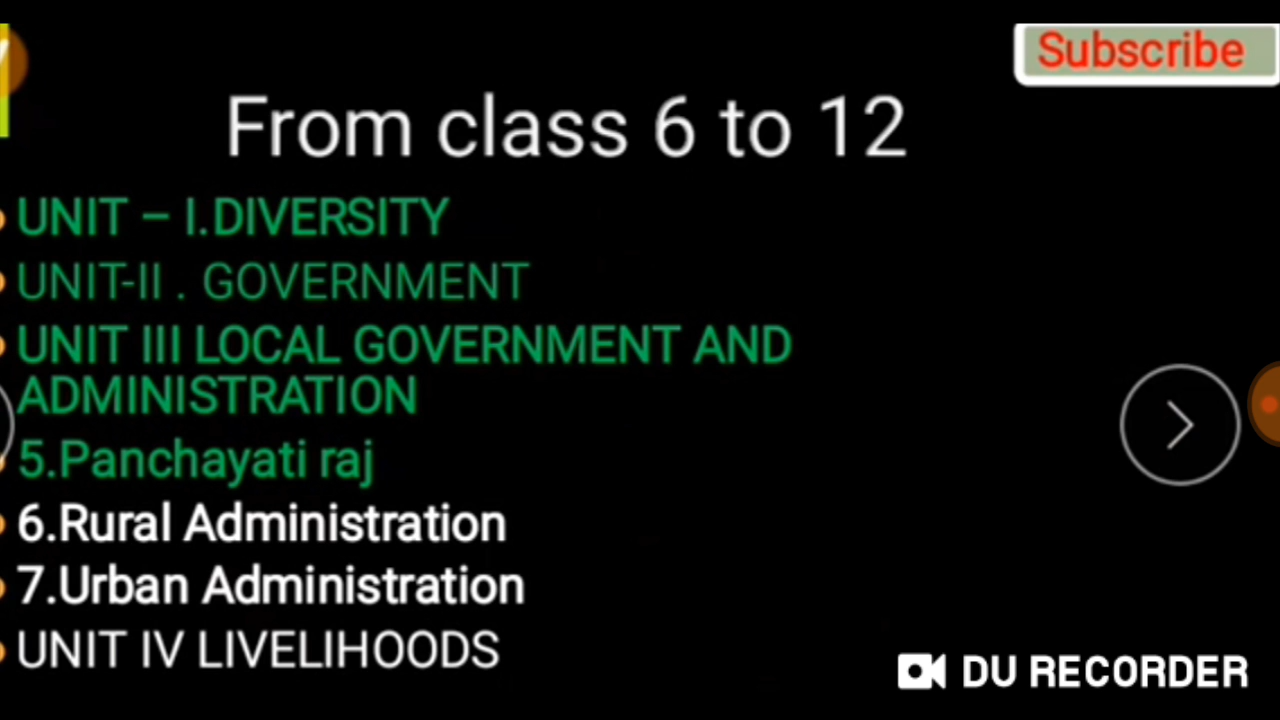 Subscribe
From class 6 to 12
UNIT – I.DIVERSITY
UNIT-II . GOVERNMENT
UNIT III LOCAL GOVERNMENT AND
ADMINISTRATION
5.Panchayati raj
6.Rural Administration
7.Urban Administration
UNIT IV LIVELIHOODS
DU RECORDER